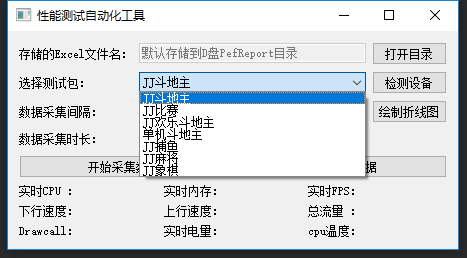 性能测试自动化工具
存储的Excel文件名: 默认存储到D盘PefReport目录 打开目录
选择测试包: JJ斗地主 检测设备
JJ斗地主
JJ比赛
JJ欢乐斗地主
单机斗地主
JJ捕鱼
JJ麻将
JJ象棋
数据采集间隔: 绘制折线图
数据采集时长:
开始采集 据
实时CPU : 实时内存: 实时FPS:
下行速度: 上行速度: 总流量 :
Drawcall: 实时电量: cpu温度: